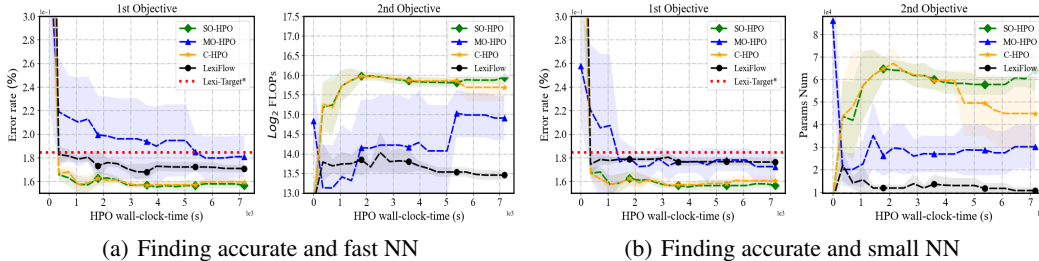 1st Objective
3.0
2.8
2.6
2.4
2.2
2.0
1.8
1.6
1e−1
Error rate (%)
SO-HPO
MO-HPO
C-HPO
LexiFlow
Lexi-Target*
0 1 2 3 4 5 6 7
1e3
HPO wall-clock-time (s)
2nd Objective
17.5
17.0
16.5
16.0
15.5
15.0
14.5
14.0
13.5
13.0
Log2 FLOPs
SO-HPO
MO-HPO
C-HPO
LexiFlow
0 1 2 3 4 5 6 7
1e3
HPO wall-clock-time (s)
(a) Finding accurate and fast NN
1st Objective
3.0
2.8
2.6
2.4
2.2
2.0
1.8
1.6
1e−1
Error rate (%)
SO-HPO
MO-HPO
C-HPO
LexiFlow
Lexi-Target*
0 1 2 3 4 5 6 7
1e3
HPO wall-clock-time (s)
2nd Objective
8
7
6
5
4
3
2
1
1e4
Params Num
SO-HPO
MO-HPO
C-HPO
LexiFlow
0 1 2 3 4 5 6 7
1e3
HPO wall-clock-time (s)
(b) Finding accurate and small NN